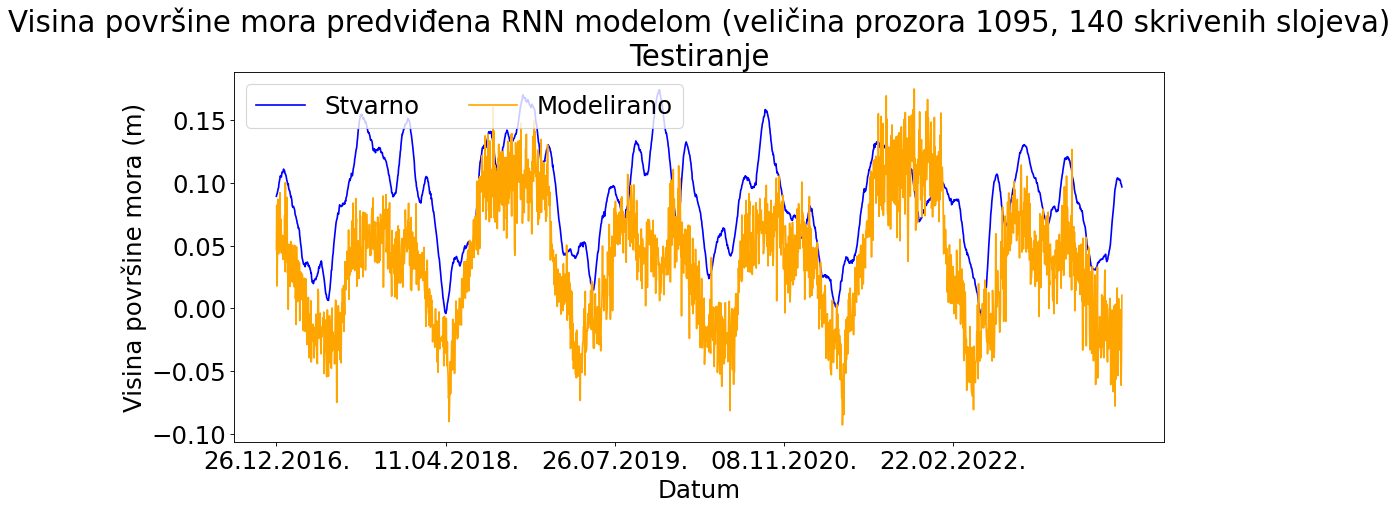 Visina površine mora predviđena RNN modelom (veličina prozora 1095, 140 skrivenih slojeva)
Testiranje
Stvarno
Modelirano
Visina površine mora (m)
0.15
0.10
0.05
0.00
−0.05
−0.10
26.12.2016.
11.04.2018.
26.07.2019.
08.11.2020.
22.02.2022.
Datum